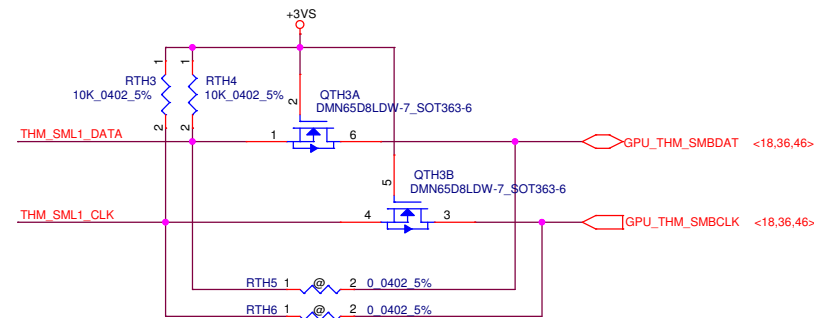 +3VS
1
1
RTH3
10K_0402_5%
RTH4
10K_0402_5%
2
2
QTH3A
DMN65D8LDW-7_SOT363-6
2
THM_SML1_DATA
1
6
GPU_THM_SMBDAT <18,36,46>
QTH3B
DMN65D8LDW-7_SOT363-6
5
THM_SML1_CLK
4
3
GPU_THM_SMBCLK <18,36,46>
RTH5 1 @ 2 0_0402_5%
RTH6 1 @ 2 0_0402_5%